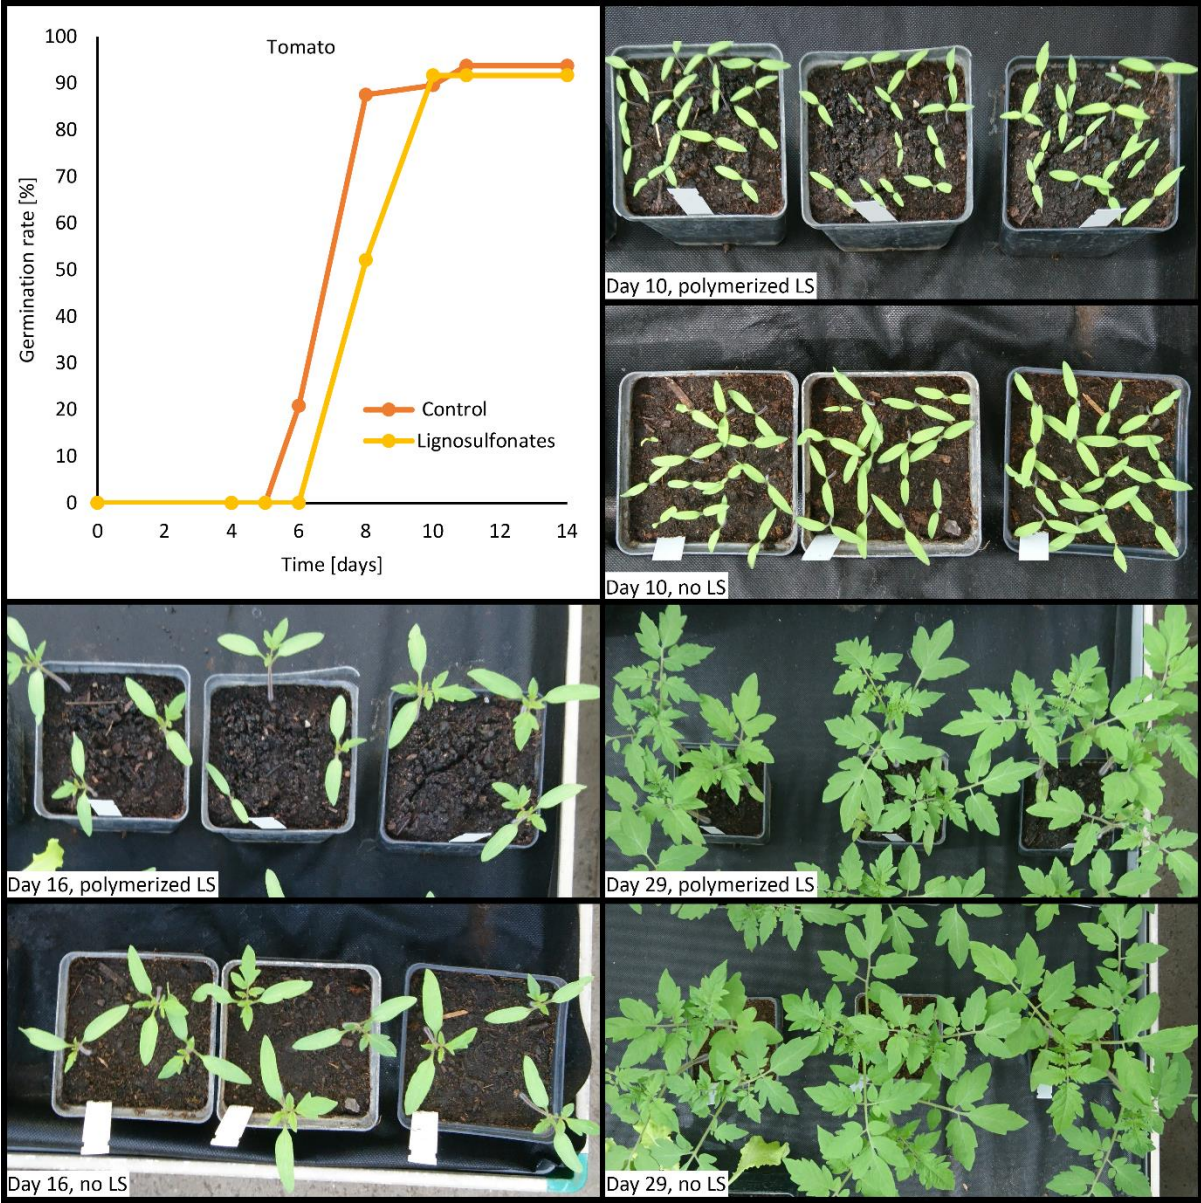 Tomato
100
90
80
70
60
50
40
30
20
10
0
Germination rate [%]
Control
Lignosulfonates
0 2 4 6 8 10 12 14
Time [days]
Day 10, polymerized LS
Day 10, no LS
Day 16, polymerized LS
Day 29, polymerized LS
Day 16, no LS
Day 29, no LS